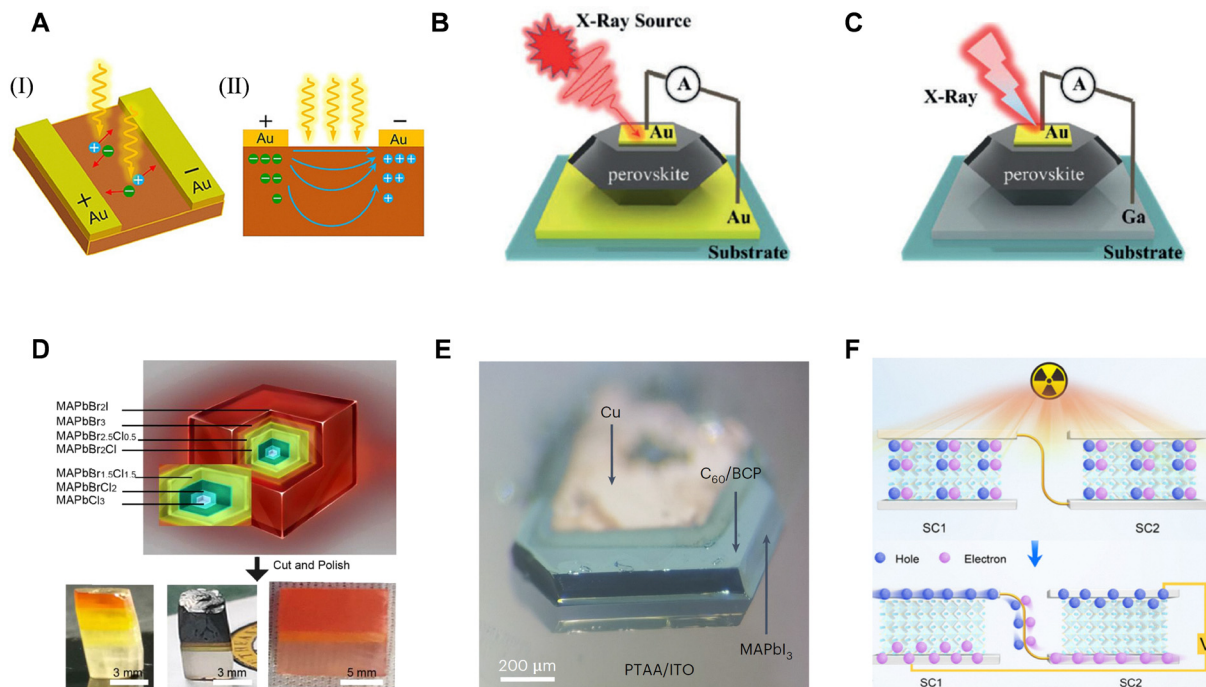 A
(I)
+
Au
−
Au
(II)
+
Au
−
Au
B
X-Ray Source
A
Au
perovskite
Au
Substrate
C
X-Ray
A
Au
perovskite
Ga
Substrate
D
MAPbBr₂I
MAPbBr₃
MAPbBr₂.₅Cl₀.₅
MAPbBr₂Cl
MAPbBr₁.₅Cl₁.₅
MAPbBrCl₂
MAPbCl₃
Cut and Polish
3 mm
3 mm
5 mm
E
Cu
C₆₀/BCP
MAPbI₃
200 µm
PTAA/ITO
F
SC1
SC2
Hole
Electron
V
SC1
SC2